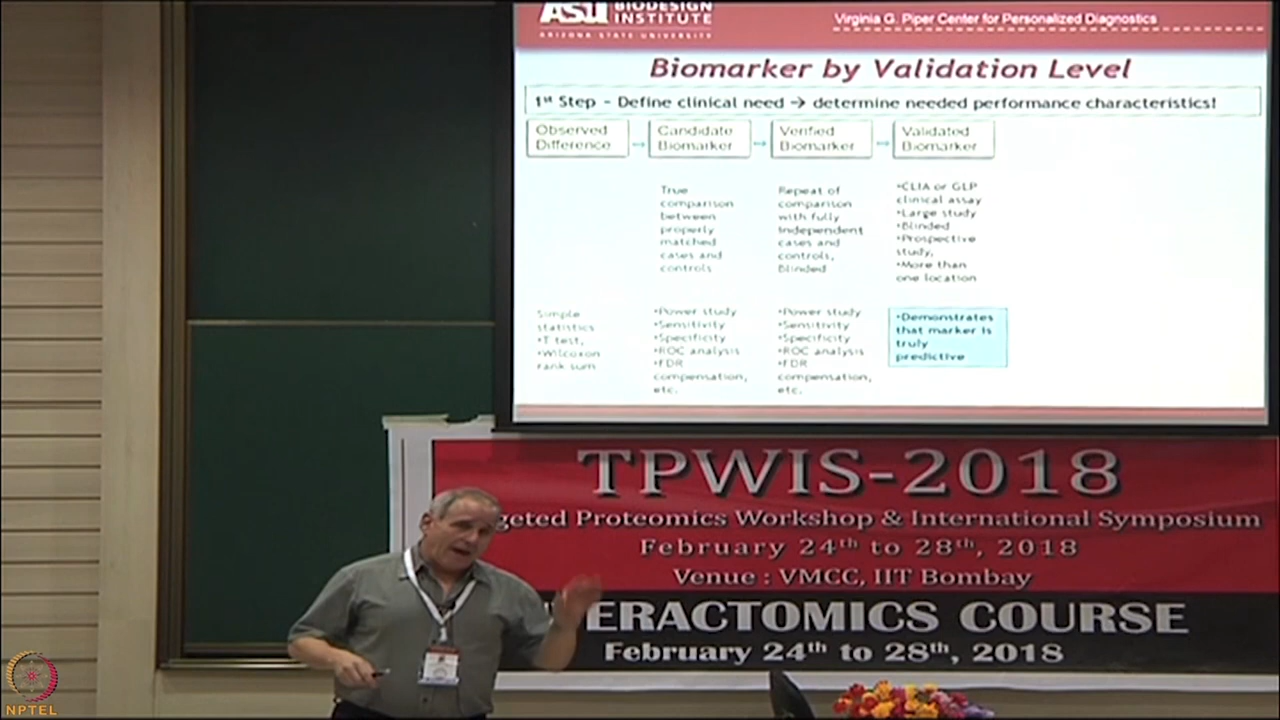 ASU BIODESIGN
INSTITUTE
ARIZONA STATE UNIVERSITY
Virginia G. Piper Center for Personalized Diagnostics
Biomarker by Validation Level
1st Step – Define clinical need → determine needed performance characteristics!
Observed
Difference
→
Candidate
Biomarker
→
Verified
Biomarker
→
Validated
Biomarker
True
comparison
between
properly
matched
cases and
controls
Repeat of
comparison
with fully
Independent
cases and
controls,
Blinded
•CLIA or GLP
clinical assay
•Large study
•Blinded
•Prospective
study,
•More than
one location
Simple
statistics
•T test,
•Wilcoxon
rank sum
•Power study
•Sensitivity
•Specificity
•ROC analysis
•FDR
compensation,
etc.
•Power study
•Sensitivity
•Specificity
•ROC analysis
•FDR
compensation,
etc.
•Demonstrates
that marker is
truly
predictive
TPWIS-2018
geted Proteomics Workshop & International Symposium
February 24th to 28th, 2018
Venue : VMCC, IIT Bombay
ERACTOMICS COURSE
February 24th to 28th, 2018
NPTEL